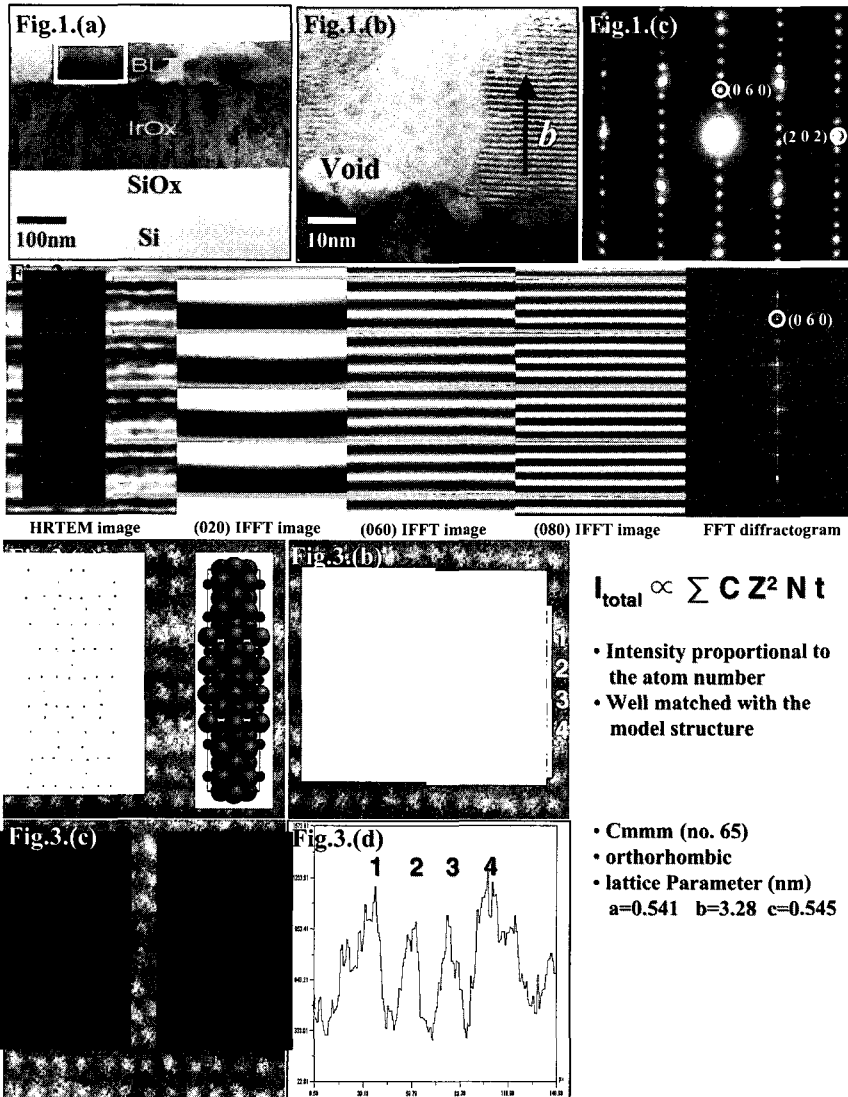 Fig.1.(a)
BLT
IrOx
SiOx
100nm
Si
Fig.1.(b)
b
Void
10nm
Fig.1.(c)
(0 6 0)
(2 0 2)
(0 6 0)
HRTEM image
(020) IFFT image
(060) IFFT image
(080) IFFT image
FFT diffractogram
Fig.3.(b)
1
2
3
4
I total ∝ ∑ C Z² N t
• Intensity proportional to
the atom number
• Well matched with the
model structure
Fig.3.(c)
Fig.3.(d)
1 2 3 4
• Cmmm (no. 65)
• orthorhombic
• lattice Parameter (nm)
a=0.541 b=3.28 c=0.545